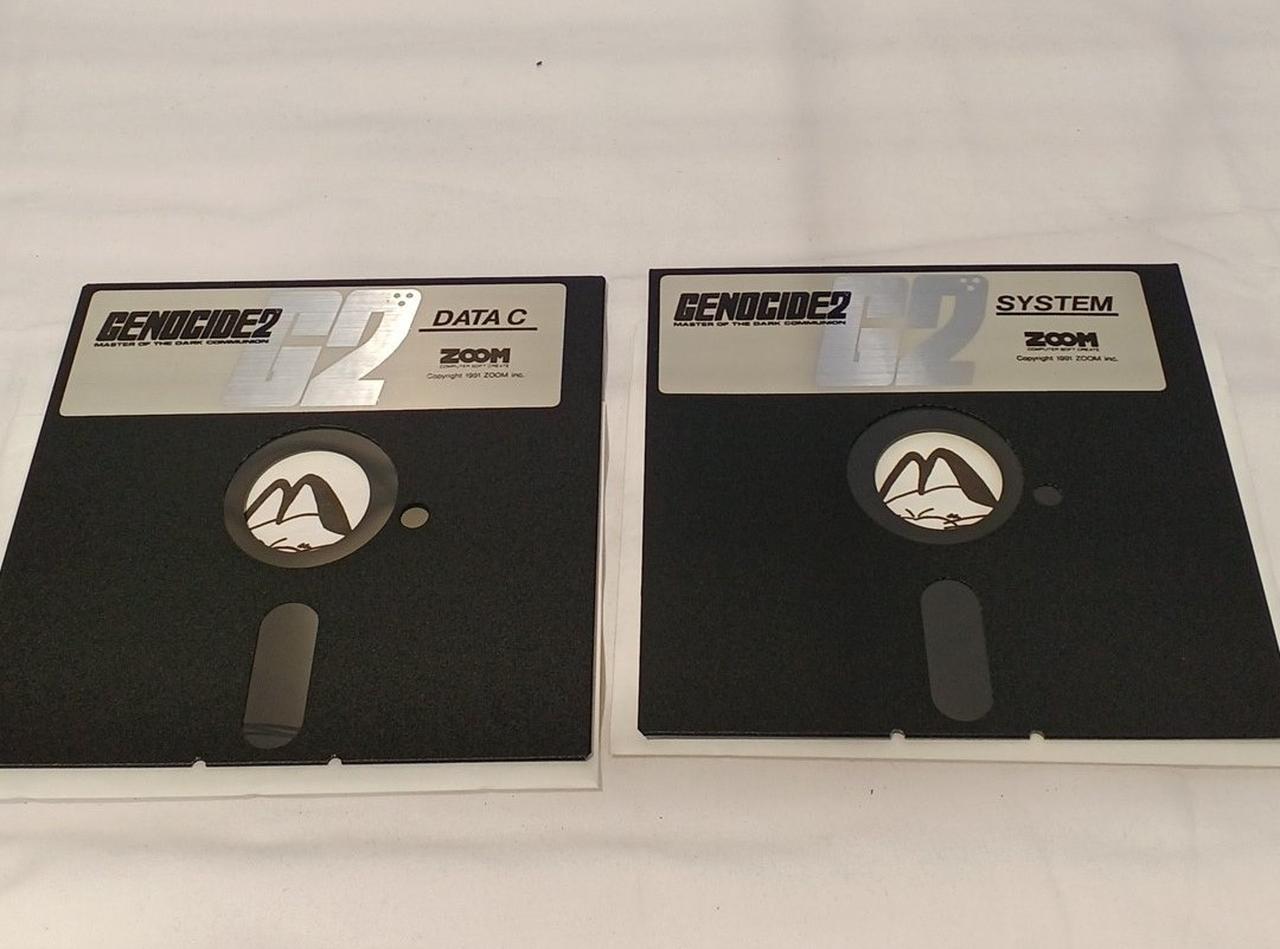 GENOCIDE2
MASTER OF THE DARK COMMUNION
G2
DATA C
ZOOM
COMPUTER SOFT CREATE
Copyright 1991 ZOOM inc.
GENOCIDE2
MASTER OF THE DARK COMMUNION
G2
SYSTEM
ZOOM
COMPUTER SOFT CREATE
Copyright 1991 ZOOM inc.